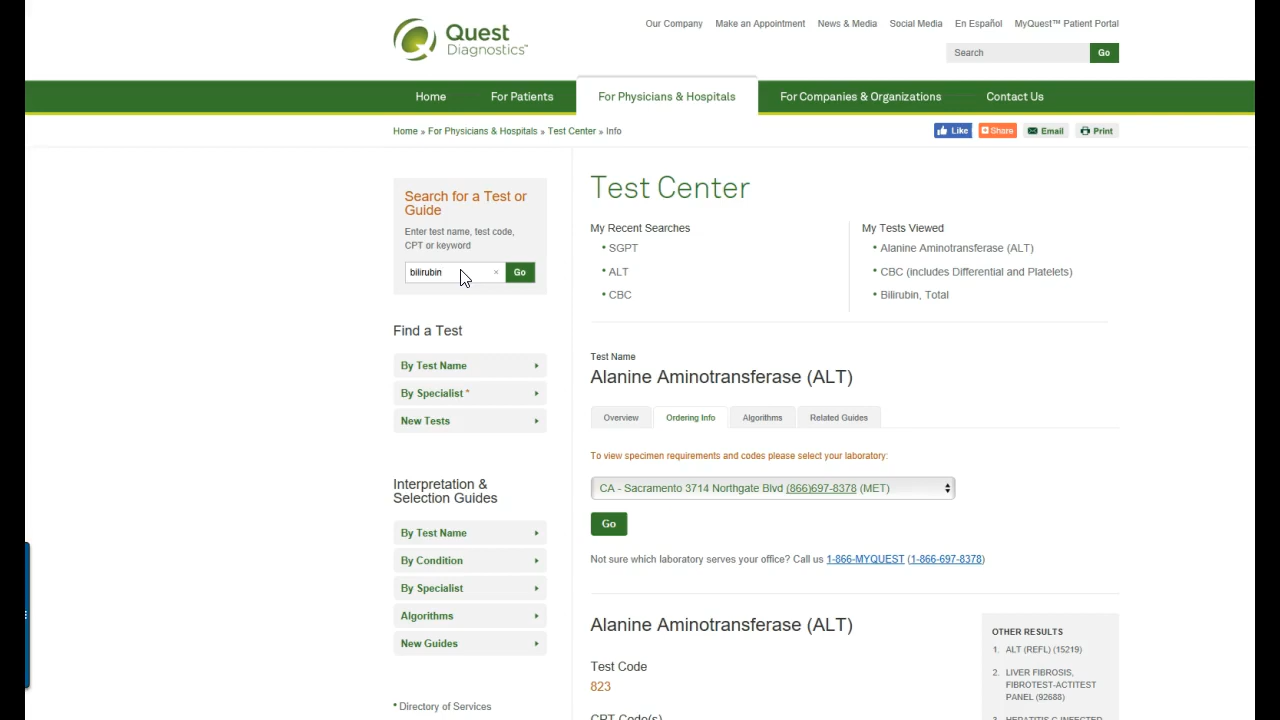 Quest
Diagnostics™
Our Company Make an Appointment News & Media Social Media En Español MyQuest™ Patient Portal
Search Go
Home For Patients For Physicians & Hospitals For Companies & Organizations Contact Us
Home » For Physicians & Hospitals » Test Center » Info
Like Share Email Print
Search for a Test or
Guide
Enter test name, test code,
CPT or keyword
bilirubin × Go
Find a Test
By Test Name
By Specialist *
New Tests
Interpretation &
Selection Guides
By Test Name
By Condition
By Specialist
Algorithms
New Guides
• Directory of Services
Test Center
My Recent Searches
• SGPT
• ALT
• CBC
My Tests Viewed
• Alanine Aminotransferase (ALT)
• CBC (includes Differential and Platelets)
• Bilirubin, Total
Test Name
Alanine Aminotransferase (ALT)
Overview Ordering Info Algorithms Related Guides
To view specimen requirements and codes please select your laboratory:
CA - Sacramento 3714 Northgate Blvd (866)697-8378 (MET)
Go
Not sure which laboratory serves your office? Call us 1-866-MYQUEST (1-866-697-8378)
Alanine Aminotransferase (ALT)
Test Code
823
CPT Code(s)
OTHER RESULTS
1. ALT (REFL) (15219)
2. LIVER FIBROSIS,
FIBROTEST-ACTITEST
PANEL (92688)
3. HEPATITIS C INFECTED